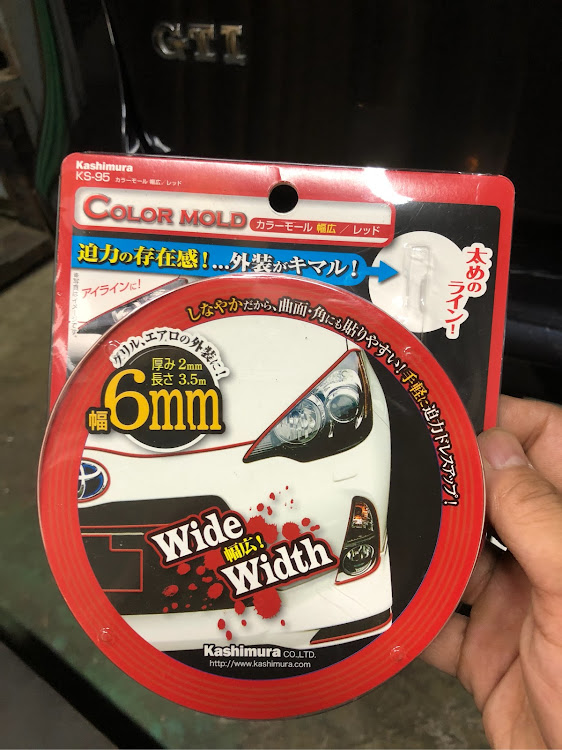 GTI
Kashimura
KS-95 カラーモール 幅広／レッド
COLOR MOLD カラーモール 幅広 ／ レッド
迫力の存在感！...外装がキマル！
太めの
ライン！
アイラインに！
しなやかだから、曲面・角にも貼りやすい！手軽に迫力ドレスアップ！
グリル、エアロの外装に！
厚み2mm
長さ3.5m
幅6mm
Wide
幅広！
Width
Kashimura CO.,LTD.
http://www.kashimura.com